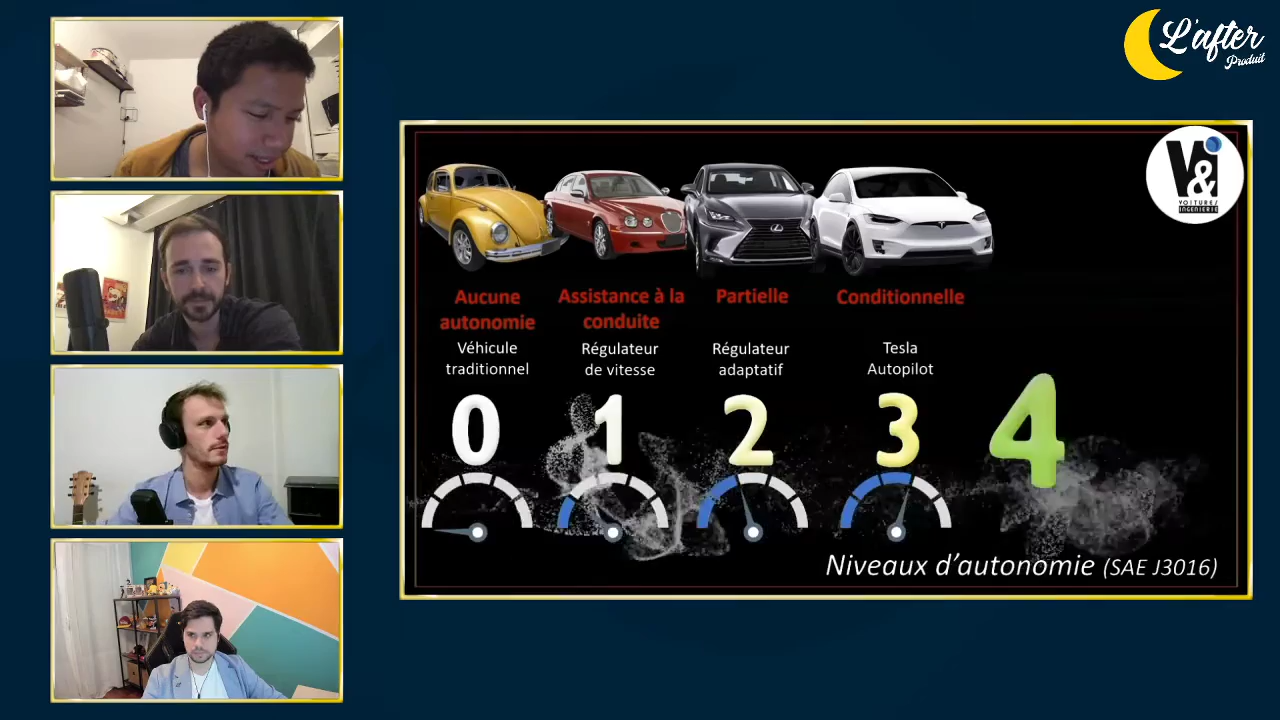 L'after
Produit
V&i
VOITURES
INGENIERIE
Aucune
autonomie
Assistance à la
conduite
Partielle
Conditionnelle
Véhicule
traditionnel
Régulateur
de vitesse
Régulateur
adaptatif
Tesla
Autopilot
0
1
2
3
4
Niveaux d'autonomie (SAE J3016)